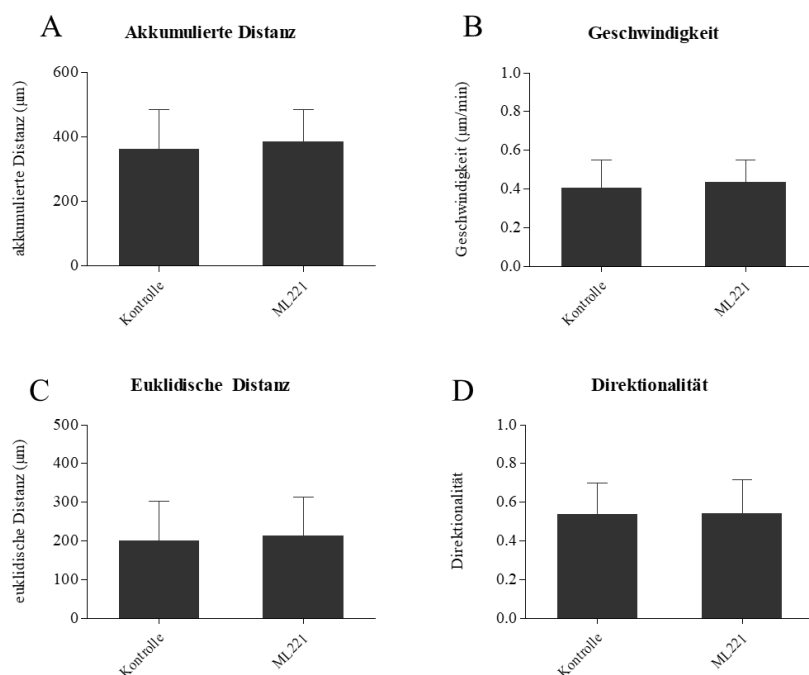 A
Akkumulierte Distanz
akkumulierte Distanz (µm)
600
400
200
0
Kontrolle
ML221
B
Geschwindigkeit
Geschwindigkeit (µm/min)
1.0
0.8
0.6
0.4
0.2
0.0
Kontrolle
ML221
C
Euklidische Distanz
euklidische Distanz (µm)
500
400
300
200
100
0
Kontrolle
ML221
D
Direktionalität
Direktionalität
1.0
0.8
0.6
0.4
0.2
0.0
Kontrolle
ML221